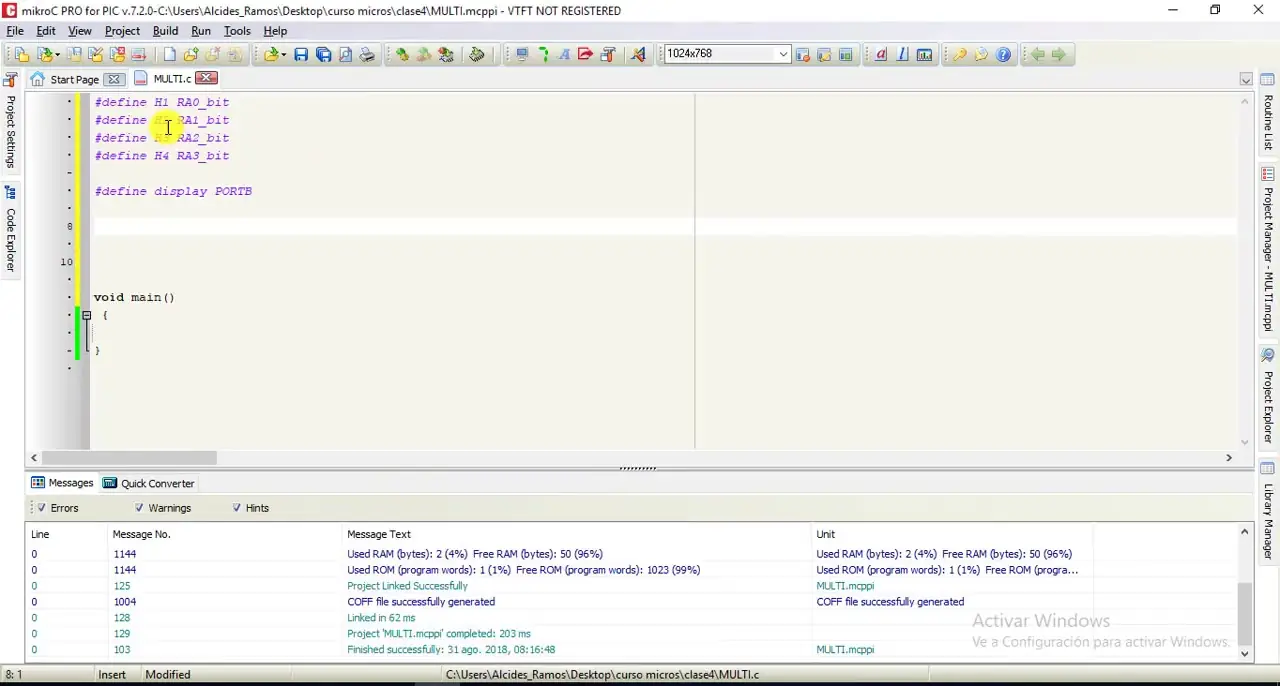 mikroC PRO for PIC v.7.2.0-C:\Users\Alcides_Ramos\Desktop\curso micros\clase4\MULTI.mcppi - VTFT NOT REGISTERED
File Edit View Project Build Run Tools Help
1024x768
Start Page MULTI.c
#define H1 RA0_bit
#define RA1_bit
#define RA2_bit
#define H4 RA3_bit
#define display PORTB
8
10
void main()
{
}
Project Settings
Code Explorer
Routine List
Project Manager - MULTI.mcppi
Project Explorer
Library Manager
Messages Quick Converter
Errors Warnings Hints
Line Message No. Message Text Unit
0 1144 Used RAM (bytes): 2 (4%) Free RAM (bytes): 50 (96%) Used RAM (bytes): 2 (4%) Free RAM (bytes): 50 (96%)
0 1144 Used ROM (program words): 1 (1%) Free ROM (program words): 1023 (99%) Used ROM (program words): 1 (1%) Free ROM (progra...
0 125 Project Linked Successfully MULTI.mcppi
0 1004 COFF file successfully generated COFF file successfully generated
0 128 Linked in 62 ms
0 129 Project 'MULTI.mcppi' completed: 203 ms
0 103 Finished successfully: 31 ago. 2018, 08:16:48 MULTI.mcppi
Activar Windows
Ve a Configuración para activar Windows.
8: 1 Insert Modified C:\Users\Alcides_Ramos\Desktop\curso micros\clase4\MULTI.c